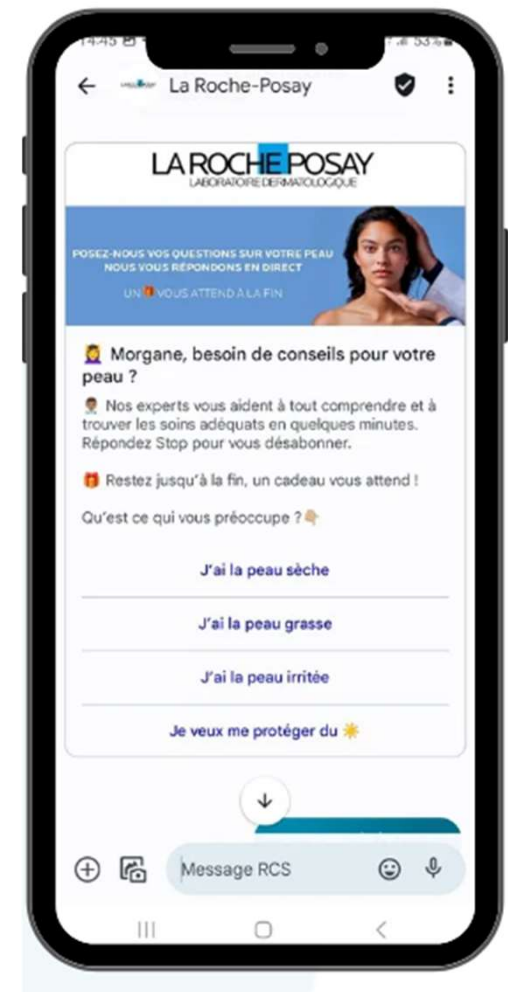 14:45 53%
La Roche-Posay
LA ROCHE POSAY
LABORATOIRE DERMATOLOGIQUE
POSEZ-NOUS VOS QUESTIONS SUR VOTRE PEAU
NOUS VOUS RÉPONDONS EN DIRECT
UN 🎁 VOUS ATTEND A LA FIN
💆‍♀️ Morgane, besoin de conseils pour votre
peau ?
👨🏽‍⚕️ Nos experts vous aident à tout comprendre et à
trouver les soins adéquats en quelques minutes.
Répondez Stop pour vous désabonner.
🎁 Restez jusqu'à la fin, un cadeau vous attend !
Qu'est ce qui vous préoccupe ? 👇🏼
J'ai la peau sèche
J'ai la peau grasse
J'ai la peau irritée
Je veux me protéger du ☀️
Message RCS